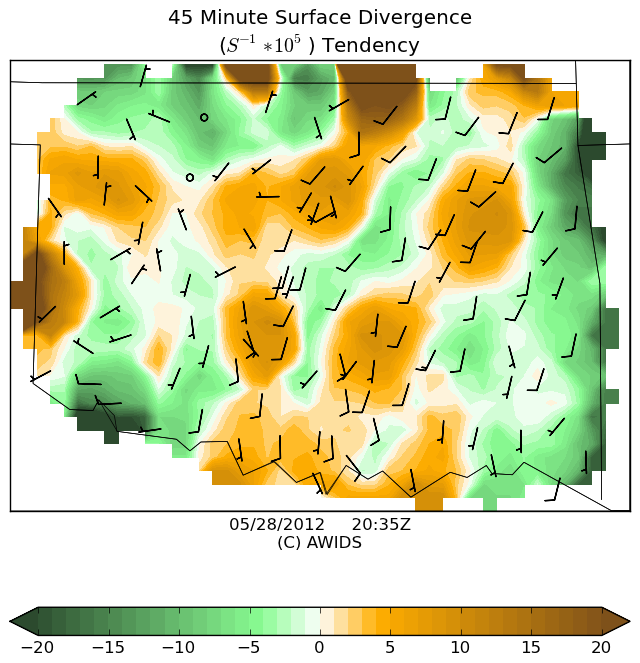 45 Minute Surface Divergence
(S⁻¹ * 10⁵ ) Tendency
05/28/2012 20:35Z
(C) AWIDS
−20 −15 −10 −5 0 5 10 15 20